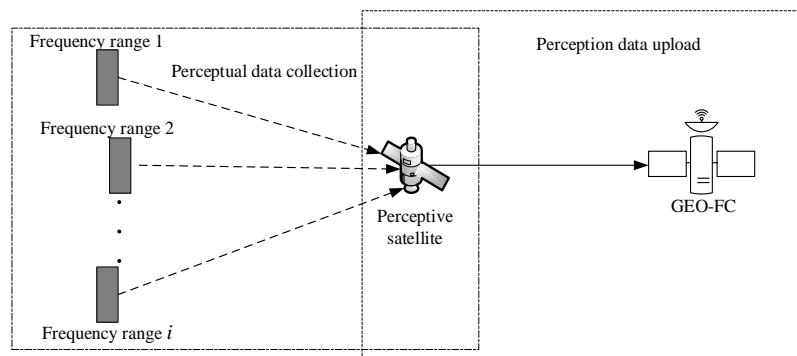 Frequency range 1
Perceptual data collection
Perception data upload
Frequency range 2
Perceptive
satellite
GEO-FC
Frequency range i